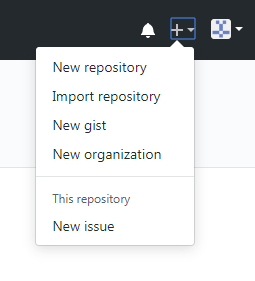 New repository
Import repository
New gist
New organization
This repository
New issue